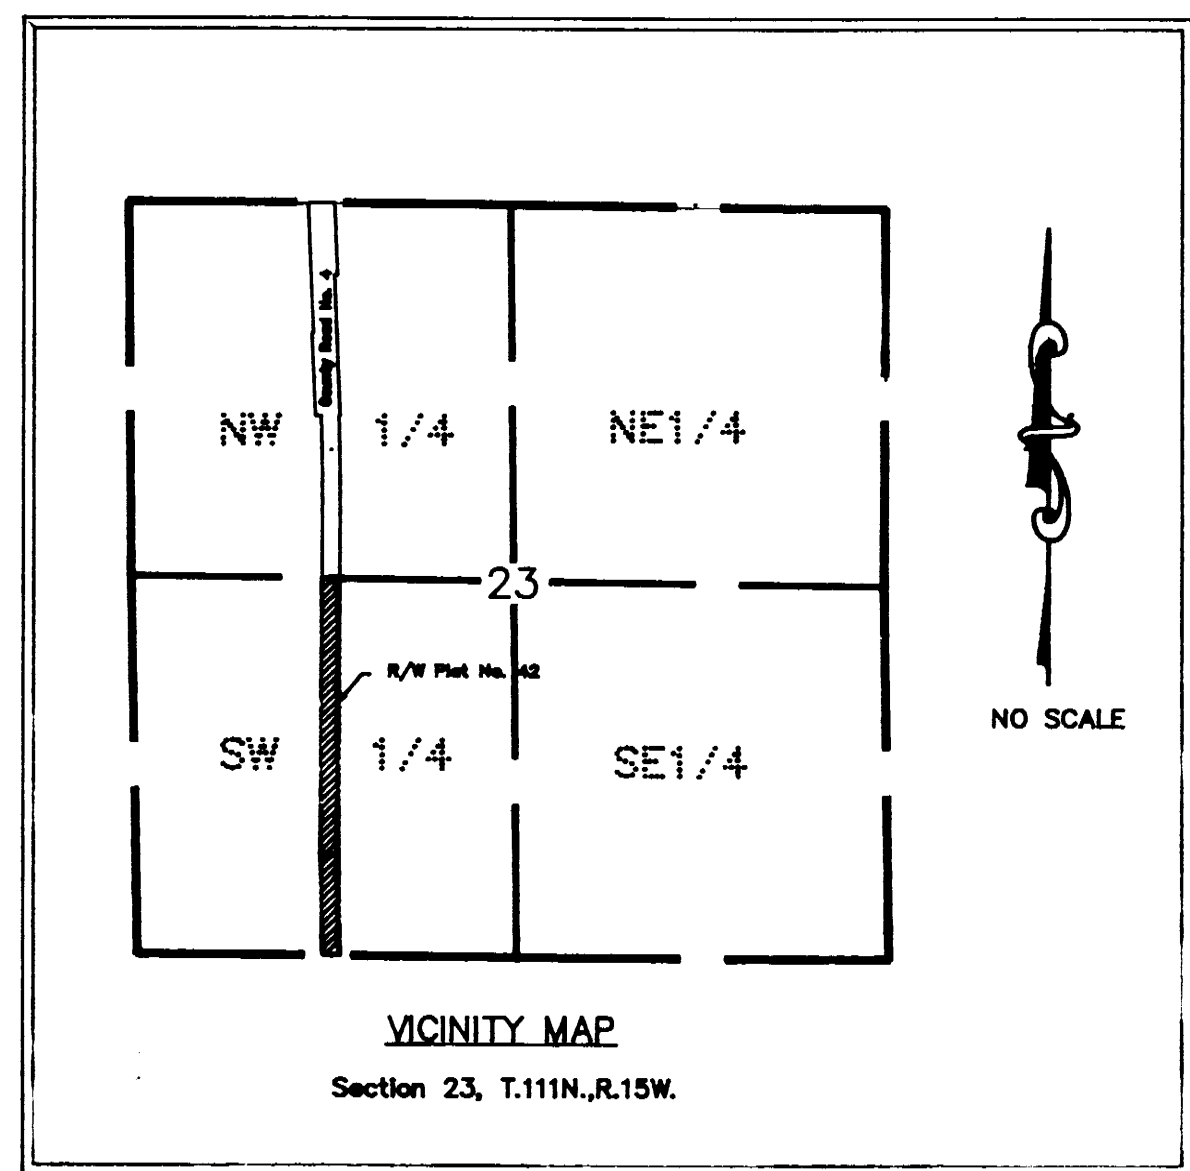 County Road No. 4
NW 1/4
NE1/4
23
R/W Plat No. 42
SW 1/4
SE1/4
NO SCALE
VICINITY MAP
Section 23, T.111N.,R.15W.